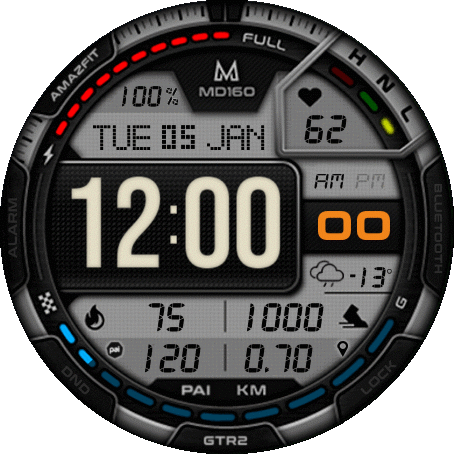 AMAZFIT
FULL
H N L
100%
MD160
62
TUE 05 JAN
ALARM
BLUETOOTH
AM PM
12:00
00
-13°
75 | 1000
G
pai 120 | 0.70
PAI KM
DND
LOCK
GTR2